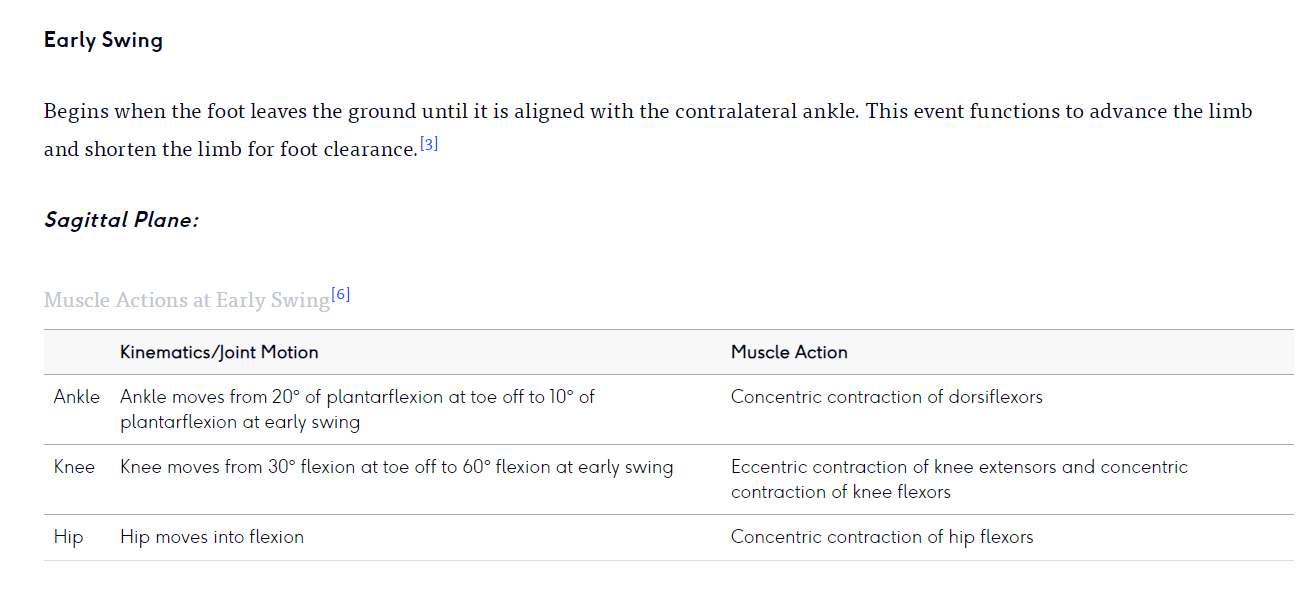 Early Swing
Begins when the foot leaves the ground until it is aligned with the contralateral ankle. This event functions to advance the limb
and shorten the limb for foot clearance.[3]
Sagittal Plane:
Muscle Actions at Early Swing[6]
Kinematics/Joint Motion Muscle Action
Ankle Ankle moves from 20° of plantarflexion at toe off to 10° of Concentric contraction of dorsiflexors
plantarflexion at early swing
Knee Knee moves from 30° flexion at toe off to 60° flexion at early swing Eccentric contraction of knee extensors and concentric
contraction of knee flexors
Hip Hip moves into flexion Concentric contraction of hip flexors